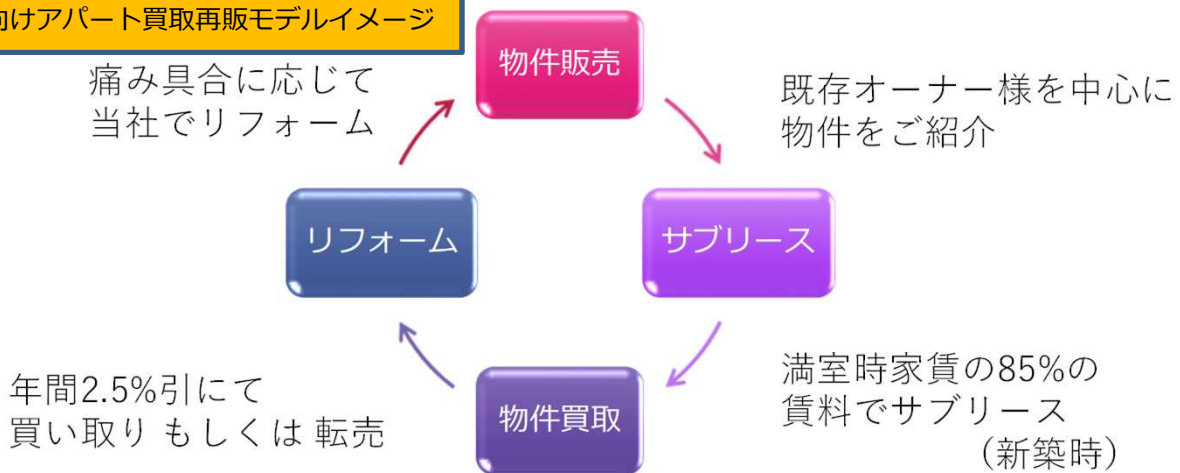 向けアパート買取再販モデルイメージ
物件販売
痛み具合に応じて
当社でリフォーム
既存オーナー様を中心に
物件をご紹介
リフォーム
サブリース
年間2.5%引にて
買い取り もしくは 転売
物件買取
満室時家賃の85%の
賃料でサブリース
（新築時）